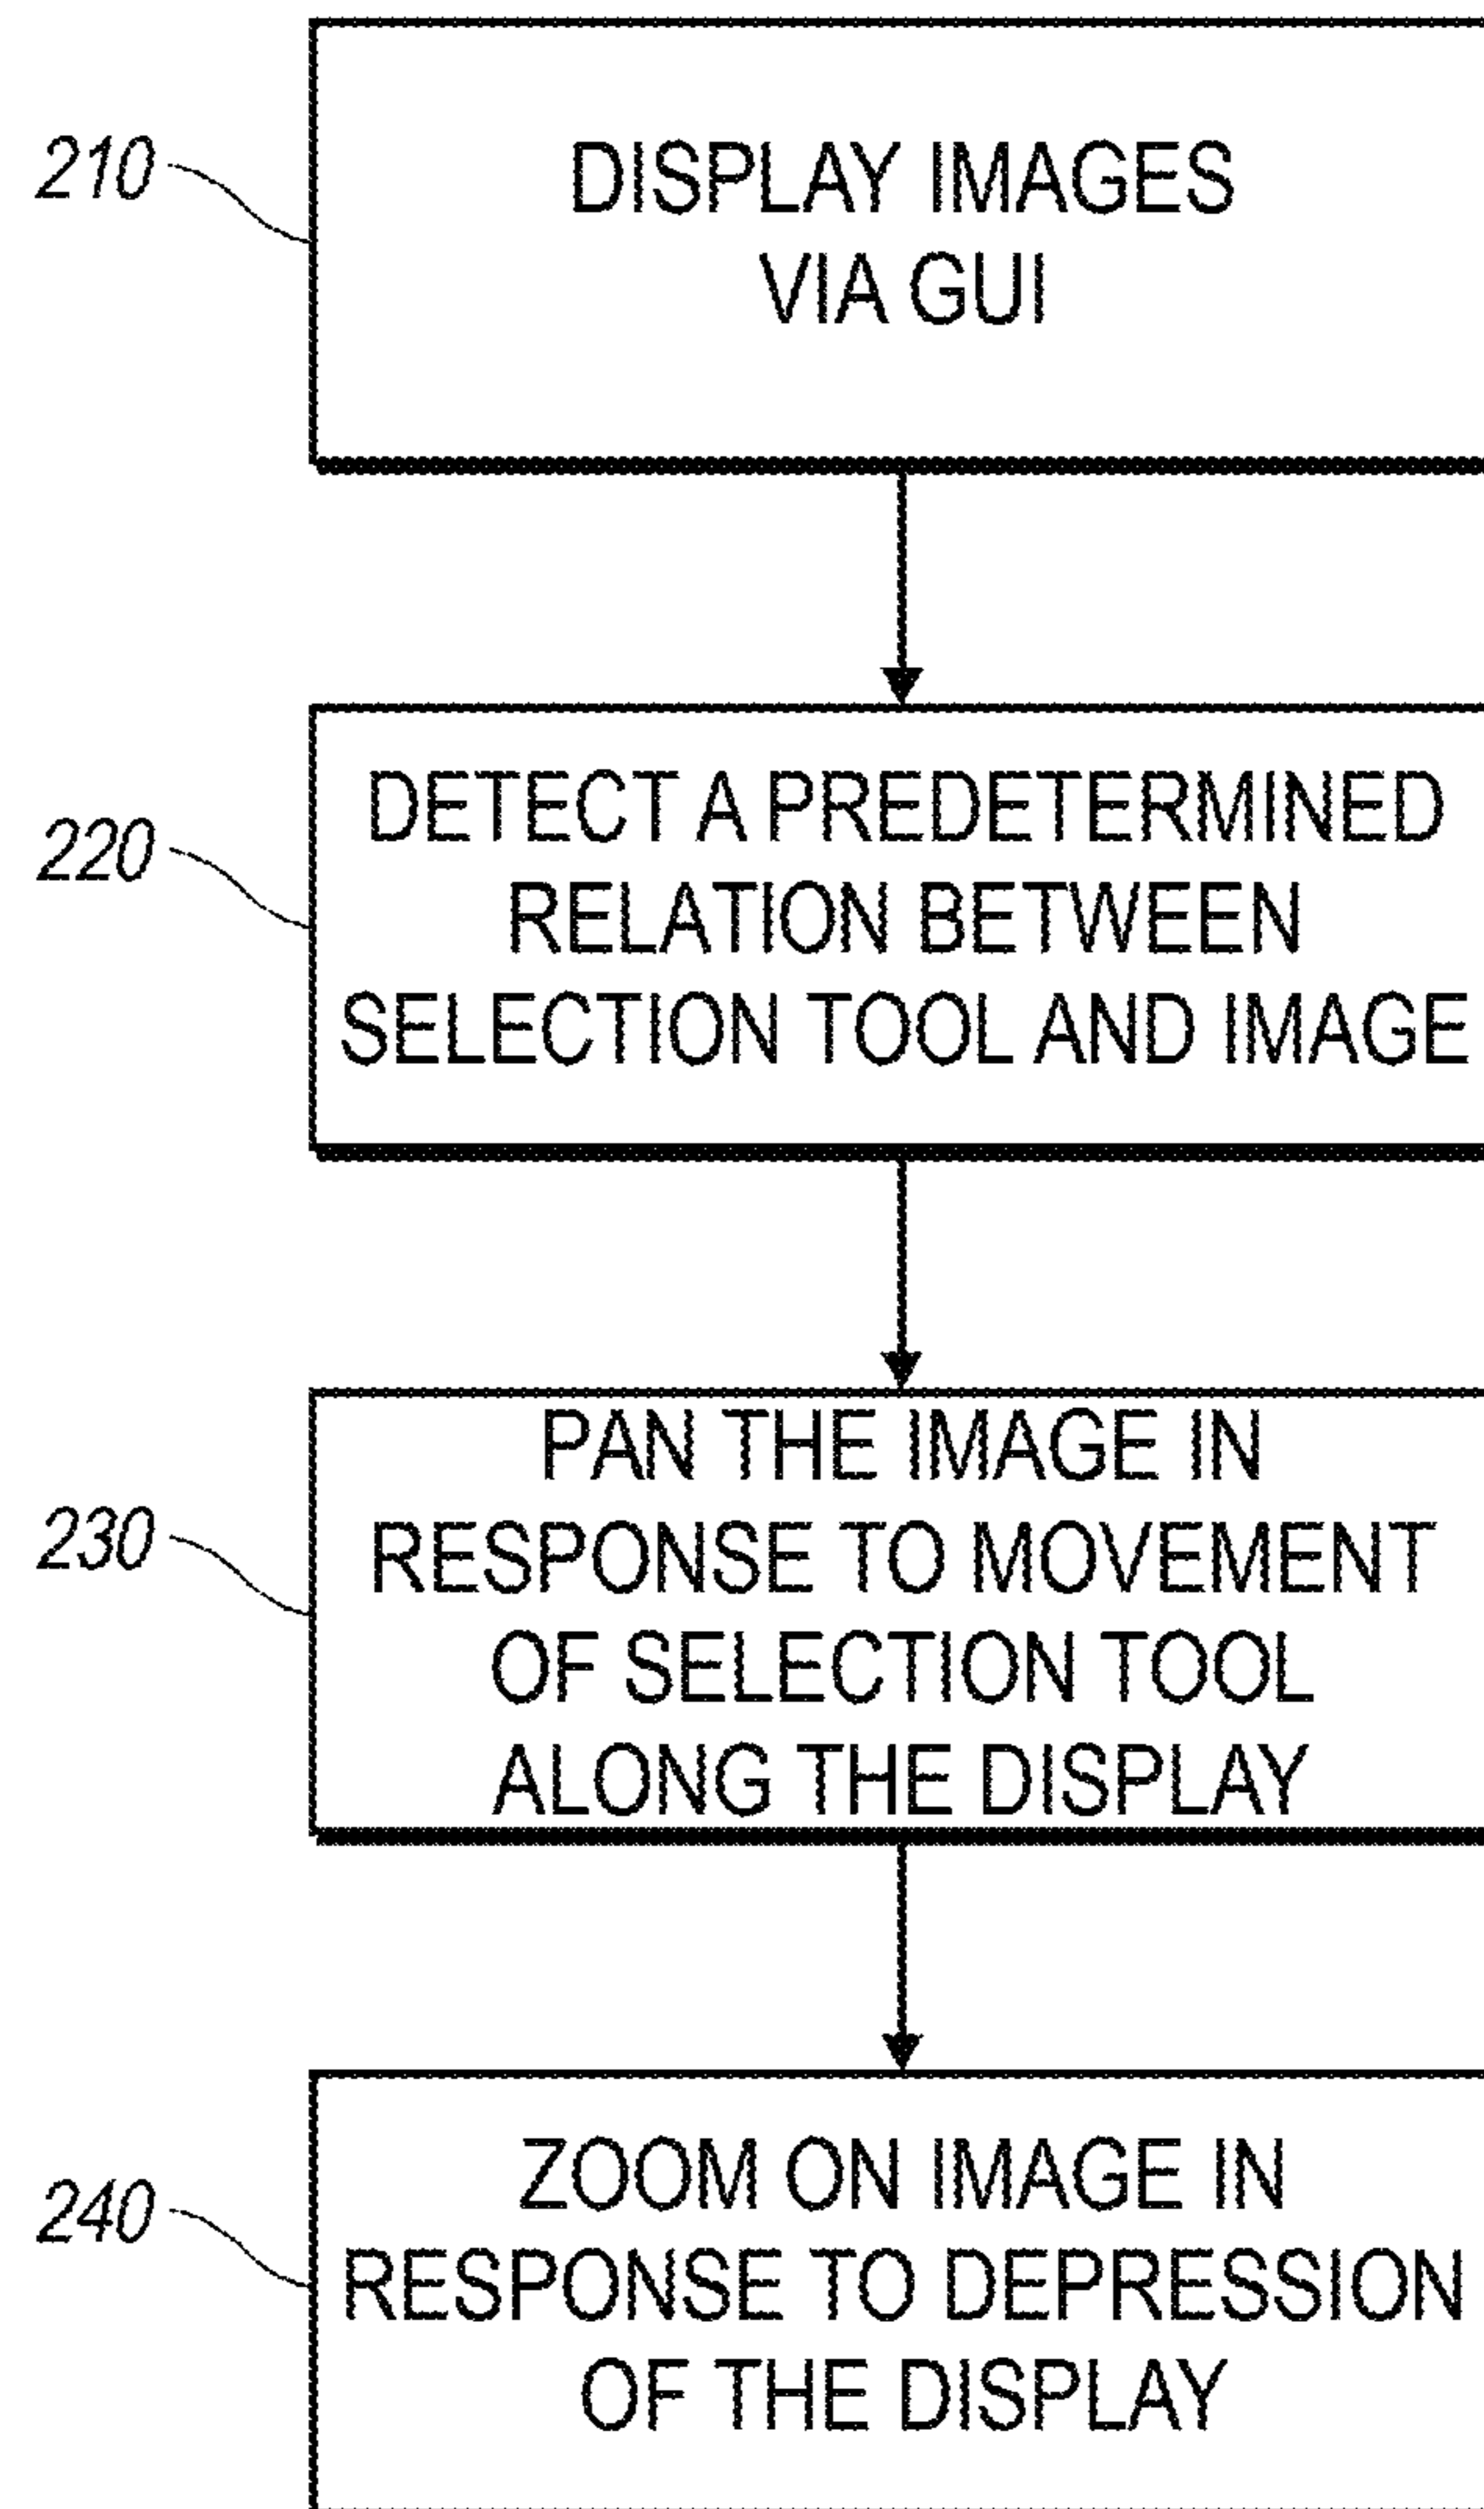 210
DISPLAY IMAGES
VIA GUI
220
DETECT A PREDETERMINED
RELATION BETWEEN
SELECTION TOOL AND IMAGE
230
PAN THE IMAGE IN
RESPONSE TO MOVEMENT
OF SELECTION TOOL
ALONG THE DISPLAY
240
ZOOM ON IMAGE IN
RESPONSE TO DEPRESSION
OF THE DISPLAY